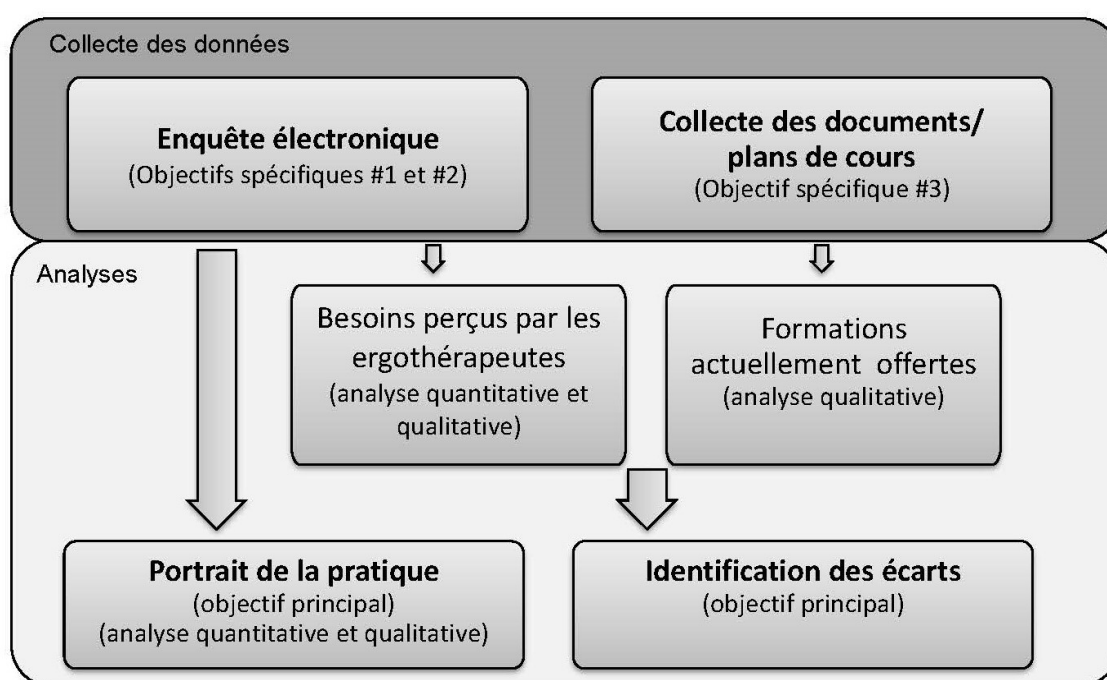 Collecte des données
Enquête électronique
(Objectifs spécifiques #1 et #2)
Collecte des documents/
plans de cours
(Objectif spécifique #3)
Analyses
Besoins perçus par les
ergothérapeutes
(analyse quantitative et
qualitative)
Formations
actuellement offertes
(analyse qualitative)
Portrait de la pratique
(objectif principal)
(analyse quantitative et qualitative)
Identification des écarts
(objectif principal)